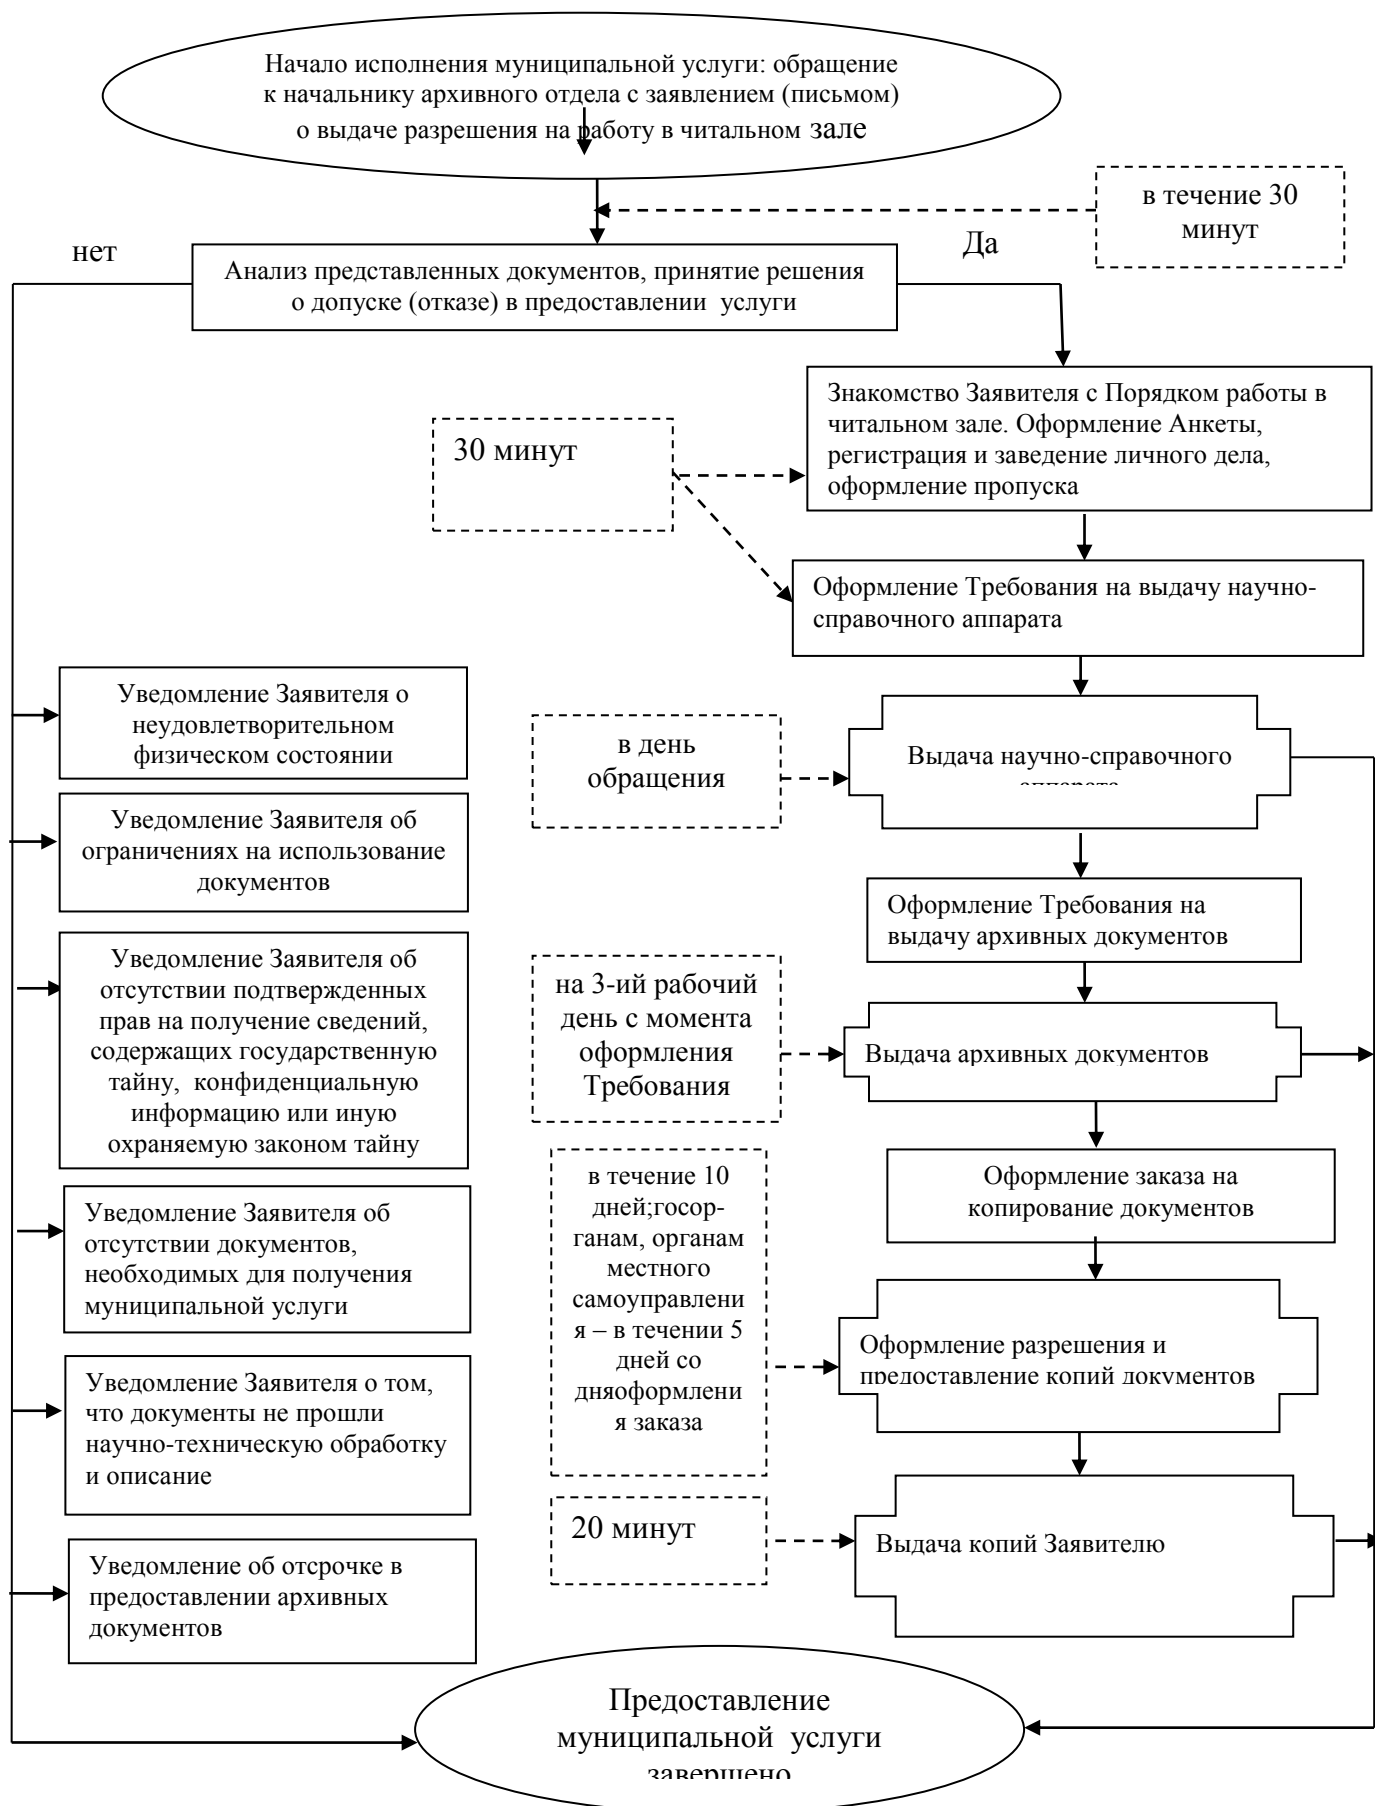 Начало исполнения муниципальной услуги: обращение
к начальнику архивного отдела с заявлением (письмом)
о выдаче разрешения на работу в читальном зале
в течение 30
минут
нет
Да
Анализ представленных документов, принятие решения
о допуске (отказе) в предоставлении услуги
Знакомство Заявителя с Порядком работы в
читальном зале. Оформление Анкеты,
регистрация и заведение личного дела,
оформление пропуска
30 минут
Оформление Требования на выдачу научно-
справочного аппарата
Уведомление Заявителя о
неудовлетворительном
физическом состоянии
в день
обращения
Выдача научно-справочного
аппарата
Уведомление Заявителя об
ограничениях на использование
документов
Оформление Требования на
выдачу архивных документов
Уведомление Заявителя об
отсутствии подтвержденных
прав на получение сведений,
содержащих государственную
тайну, конфиденциальную
информацию или иную
охраняемую законом тайну
на 3-ий рабочий
день с момента
оформления
Требования
Выдача архивных документов
Оформление заказа на
копирование документов
Уведомление Заявителя об
отсутствии документов,
необходимых для получения
муниципальной услуги
в течение 10
дней;госор-
ганам, органам
местного
самоуправлени
я – в течении 5
дней со
дняоформлени
я заказа
Оформление разрешения и
предоставление копий документов
Уведомление Заявителя о том,
что документы не прошли
научно-техническую обработку
и описание
20 минут
Выдача копий Заявителю
Уведомление об отсрочке в
предоставлении архивных
документов
Предоставление
муниципальной услуги
завершено